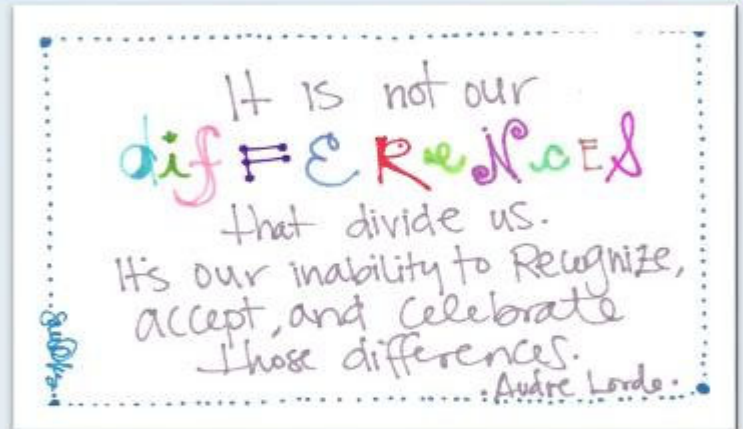 It is not our
diFFERENCES
that divide us.
It's our inability to Recognize,
accept, and celebrate
those differences.
. Audre Lorde .